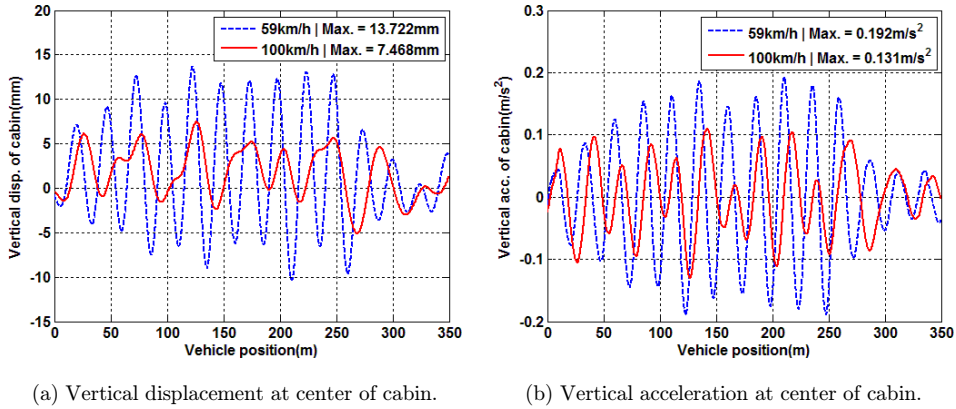 59km/h | Max. = 13.722mm
100km/h | Max. = 7.468mm
Vertical disp. of cabin(mm)
20
15
10
5
0
-5
-10
-15
0 50 100 150 200 250 300 350
Vehicle position(m)
(a) Vertical displacement at center of cabin.
59km/h | Max. = 0.192m/s²
100km/h | Max. = 0.131m/s²
Vertical acc. of cabin(m/s²)
0.3
0.2
0.1
0
-0.1
-0.2
0 50 100 150 200 250 300 350
Vehicle position(m)
(b) Vertical acceleration at center of cabin.